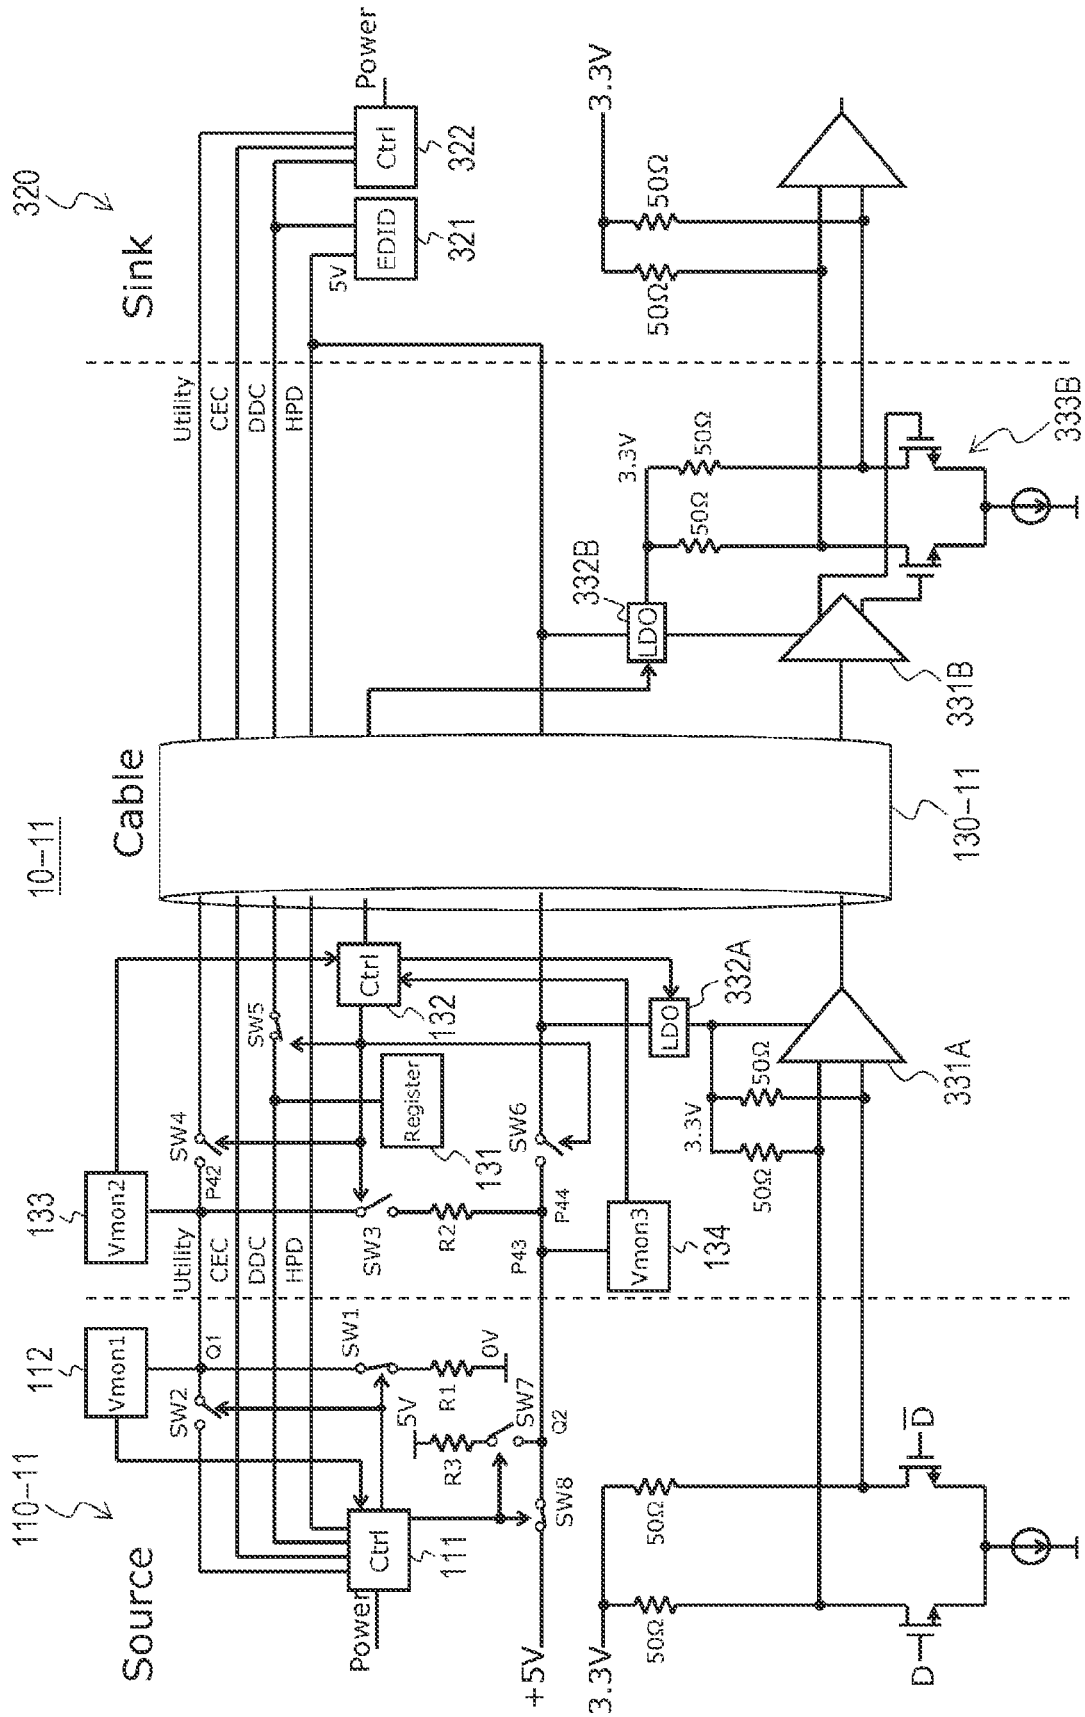 10-11
Source
110-11
Cable
Sink
320
112
Vmon1
133
Vmon2
Utility
CEC
DDC
HPD
Utility
CEC
DDC
HPD
SW2
Q1
P42
SW4
SW5
Power
Ctrl
111
SW1
R1
0V
5V
R3
SW7
SW8
Q2
+5V
SW3
R2
Register
131
Ctrl
132
SW6
P43
P44
Vmon3
134
LDO
332A
3.3V
50Ω
50Ω
331A
130-11
3.3V
50Ω
50Ω
D
D̅
LDO
332B
3.3V
50Ω
50Ω
331B
333B
5V
EDID
321
Ctrl
322
Power
3.3V
50Ω
50Ω